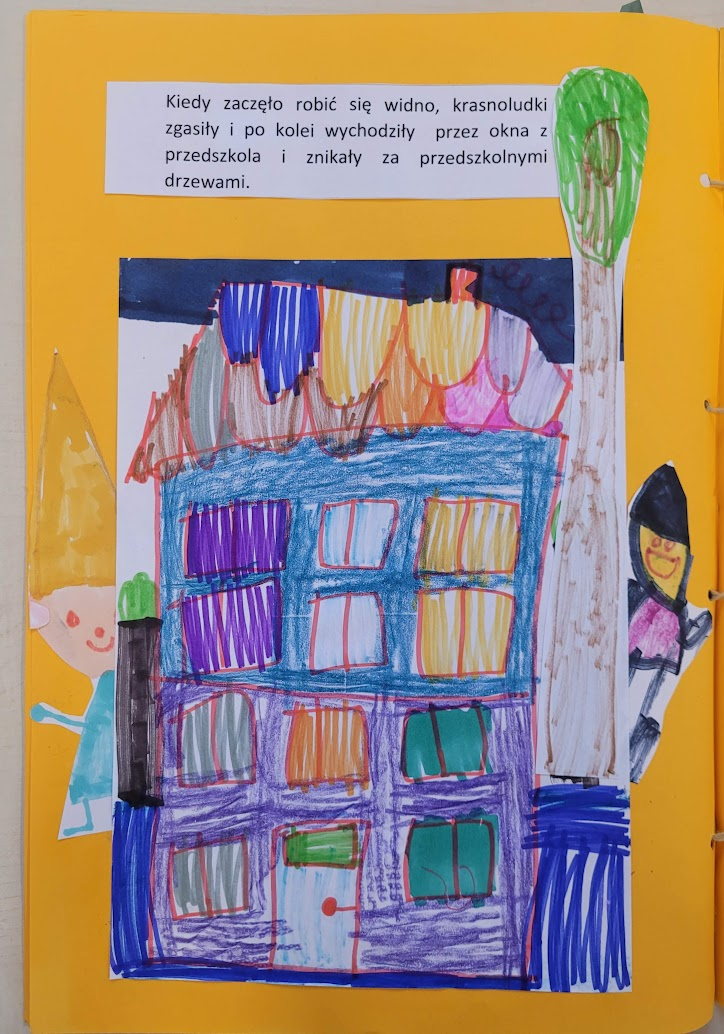 Kiedy zaczęło robić się widno, krasnoludki
zgasiły i po kolei wychodziły przez okna z
przedszkola i znikały za przedszkolnymi
drzewami.